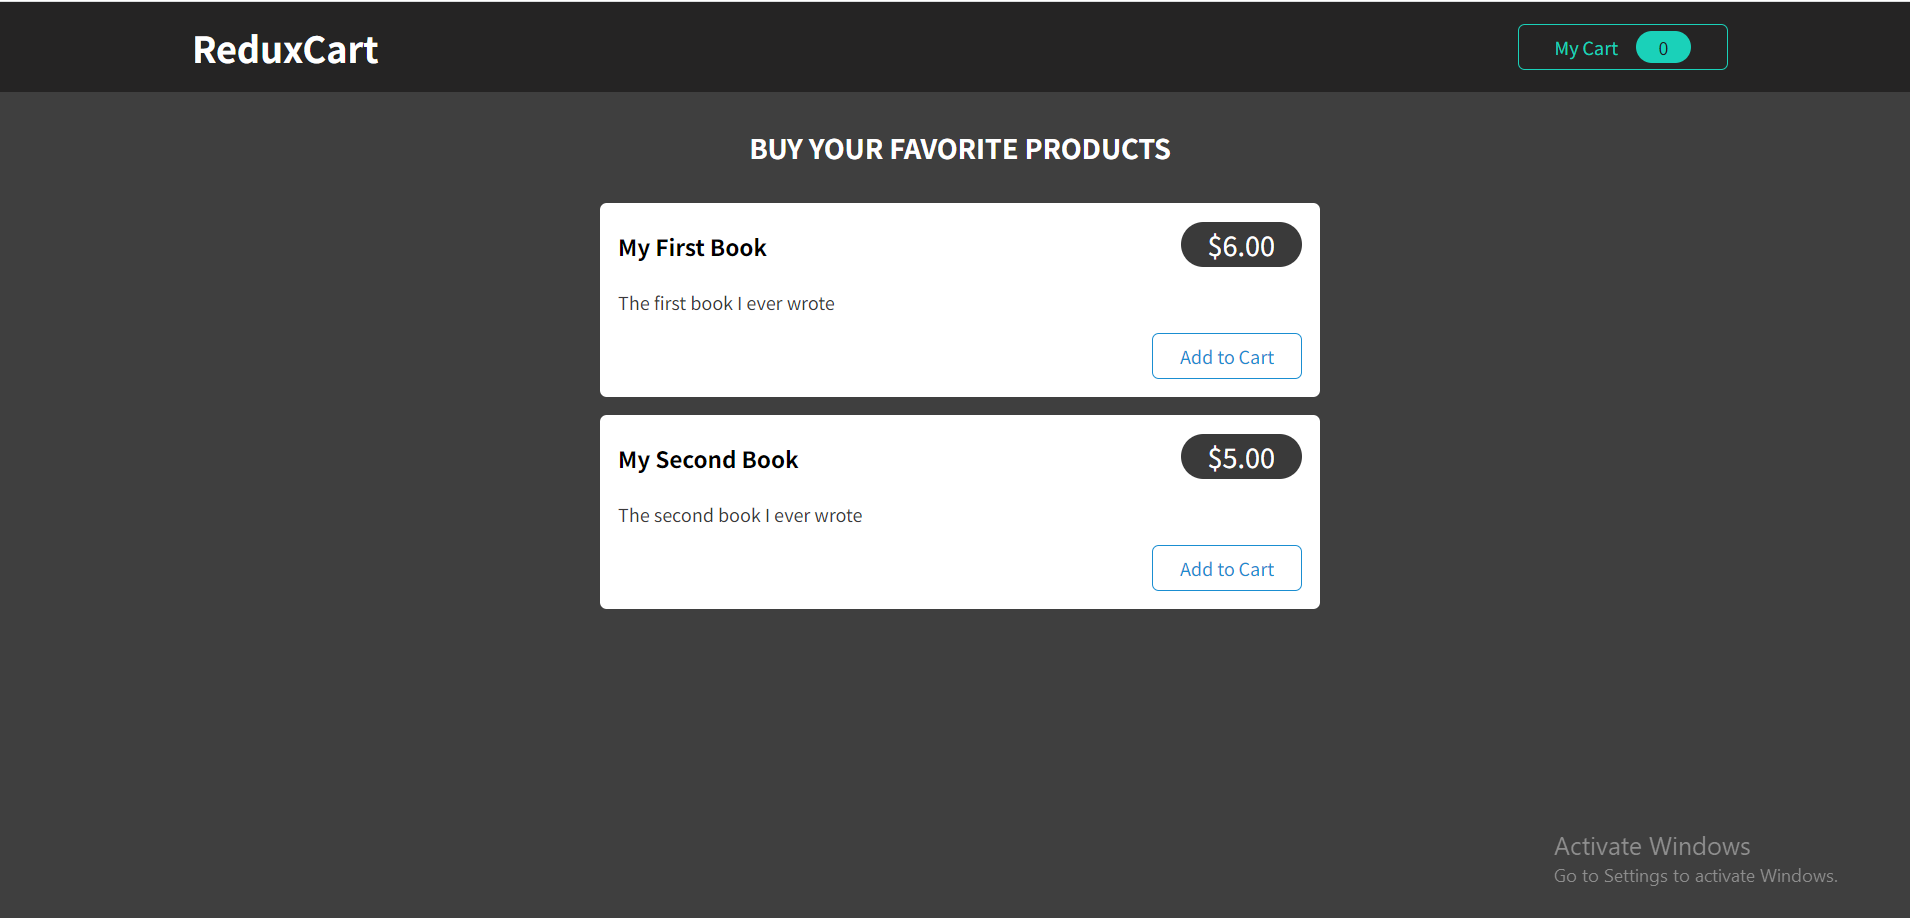 ReduxCart
My Cart 0
BUY YOUR FAVORITE PRODUCTS
My First Book
$6.00
The first book I ever wrote
Add to Cart
My Second Book
$5.00
The second book I ever wrote
Add to Cart
Activate Windows
Go to Settings to activate Windows.